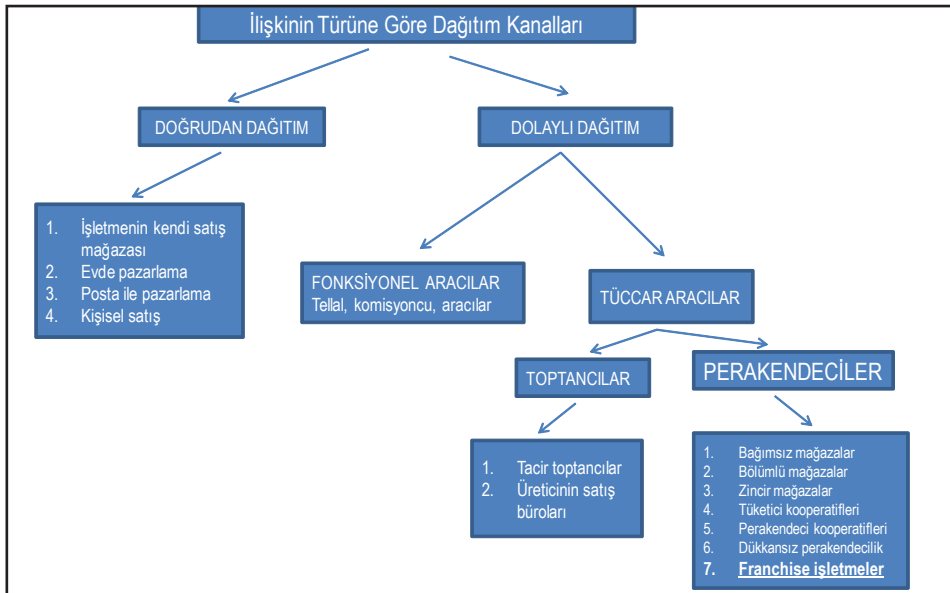 İlişkinin Türüne Göre Dağıtım Kanalları
DOĞRUDAN DAĞITIM
DOLAYLI DAĞITIM
1. İşletmenin kendi satış
mağazası
2. Evde pazarlama
3. Posta ile pazarlama
4. Kişisel satış
FONKSİYONEL ARACILAR
Tellal, komisyoncu, aracılar
TÜCCAR ARACILAR
TOPTANCILAR
PERAKENDECİLER
1. Tacir toptancılar
2. Üreticinin satış
büroları
1. Bağımsız mağazalar
2. Bölümlü mağazalar
3. Zincir mağazalar
4. Tüketici kooperatifleri
5. Perakendeci kooperatifleri
6. Dükkansız perakendecilik
7. Franchise işletmeler